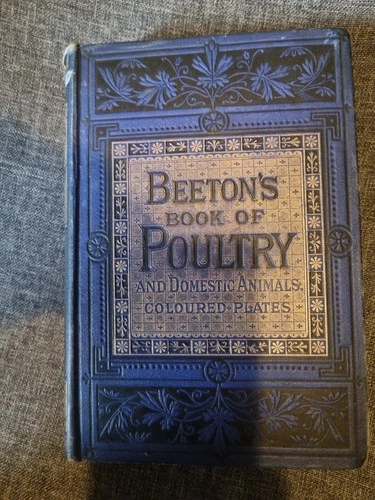 BEETON'S
BOOK OF
POULTRY
AND DOMESTIC ANIMALS.
COLOURED-PLATES